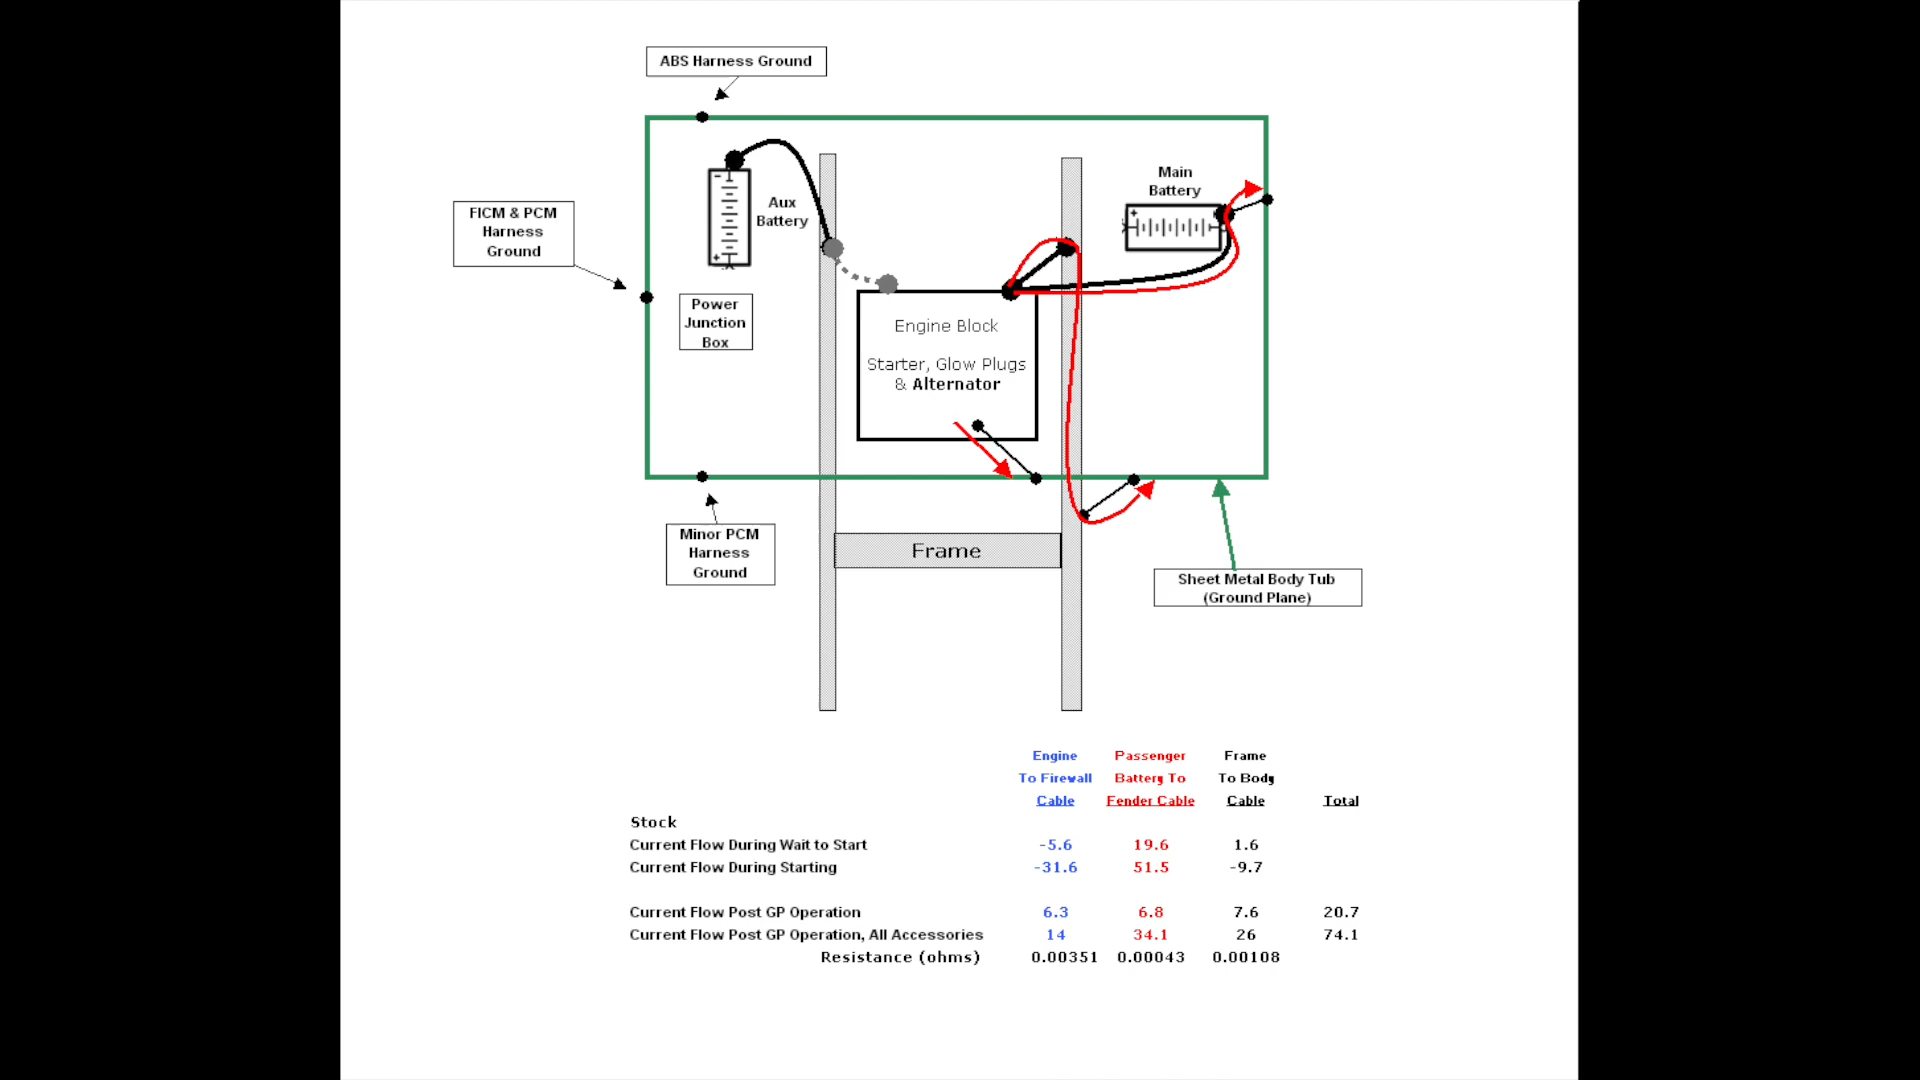 ABS Harness Ground
Main
Battery
Aux
Battery
FICM & PCM
Harness
Ground
Power
Junction
Box
Engine Block
Starter, Glow Plugs
& Alternator
Minor PCM
Harness
Ground
Frame
Sheet Metal Body Tub
(Ground Plane)
Engine Passenger Frame
To Firewall Battery To To Body
Cable Fender Cable Cable Total
Stock
Current Flow During Wait to Start -5.6 19.6 1.6
Current Flow During Starting -31.6 51.5 -9.7
Current Flow Post GP Operation 6.3 6.8 7.6 20.7
Current Flow Post GP Operation, All Accessories 14 34.1 26 74.1
Resistance (ohms) 0.00351 0.00043 0.00108